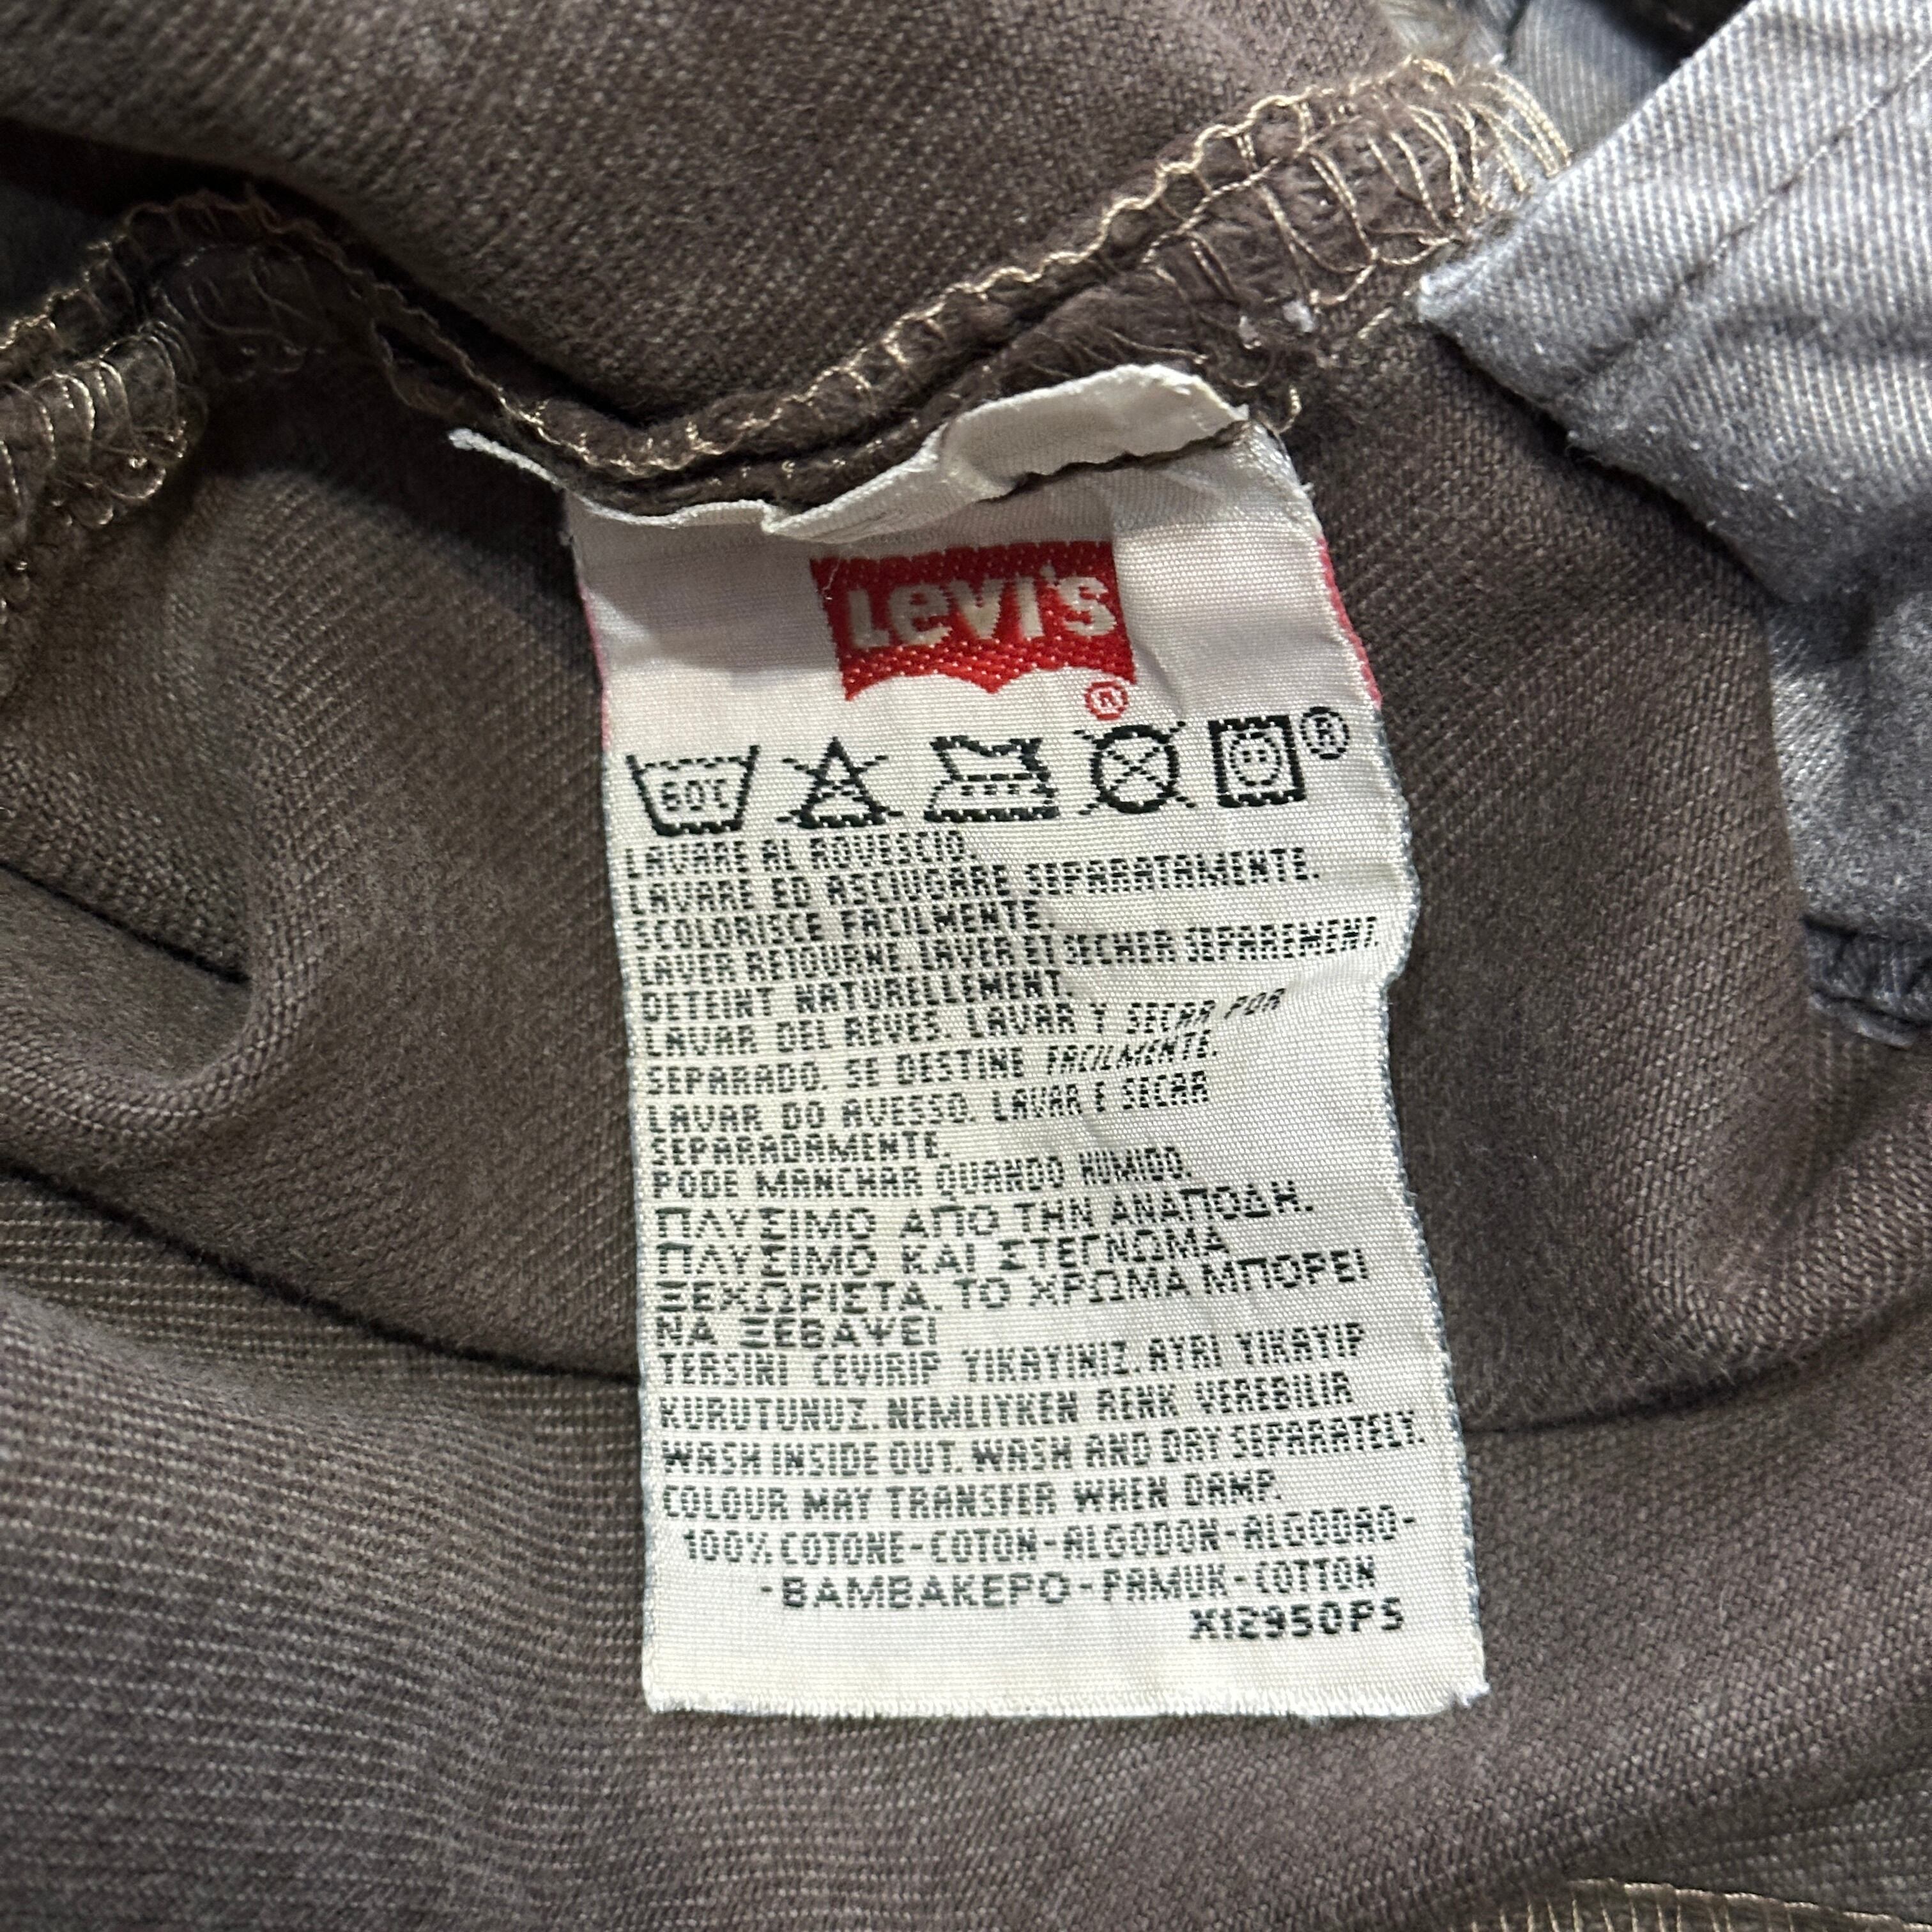 Levi's
®
60C
®
LAVARE AL ROVESCIO.
LAVARE ED ASCIUGARE SEPARATAMENTE.
SCOLORISCE FACILMENTE.
LAVER RETOURNE LAVER ET SECHER SEPAREMENT.
DETEINT NATURELLEMENT.
LAVAR DEL REVES. LAVAR Y SECAR POR
SEPARADO. SE DESTINE FACILMENTE.
LAVAR DO AVESSO. LAVAR E SECAR
SEPARADAMENTE.
PODE MANCHAR QUANDO HUMIDO.
ΠΛΥΣΙΜΟ ΑΠΟ ΤΗΝ ΑΝΑΠΟΔΗ.
ΠΛΥΣΙΜΟ ΚΑΙ ΣΤΕΓΝΩΜΑ
ΞΕΧΩΡΙΣΤΑ. ΤΟ ΧΡΩΜΑ ΜΠΟΡΕΙ
ΝΑ ΞΕΒΑΨΕΙ
TERSINI CEVIRIP YIKAYINIZ. AYRI YIKAYIP
KURUTUNUZ. NEMLIYKEN RENK VEREBILIR
WASH INSIDE OUT. WASH AND DRY SEPARATELY.
COLOUR MAY TRANSFER WHEN DAMP.
100% COTONE-COTON-ALGODON-ALGODAO-
-ΒΑΜΒΑΚΕΡΟ-PAMUK-COTTON
X12950PS